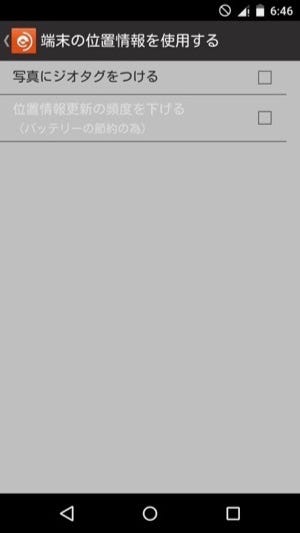 6:46
端末の位置情報を使用する
写真にジオタグをつける
位置情報更新の頻度を下げる
（バッテリーの節約の為）